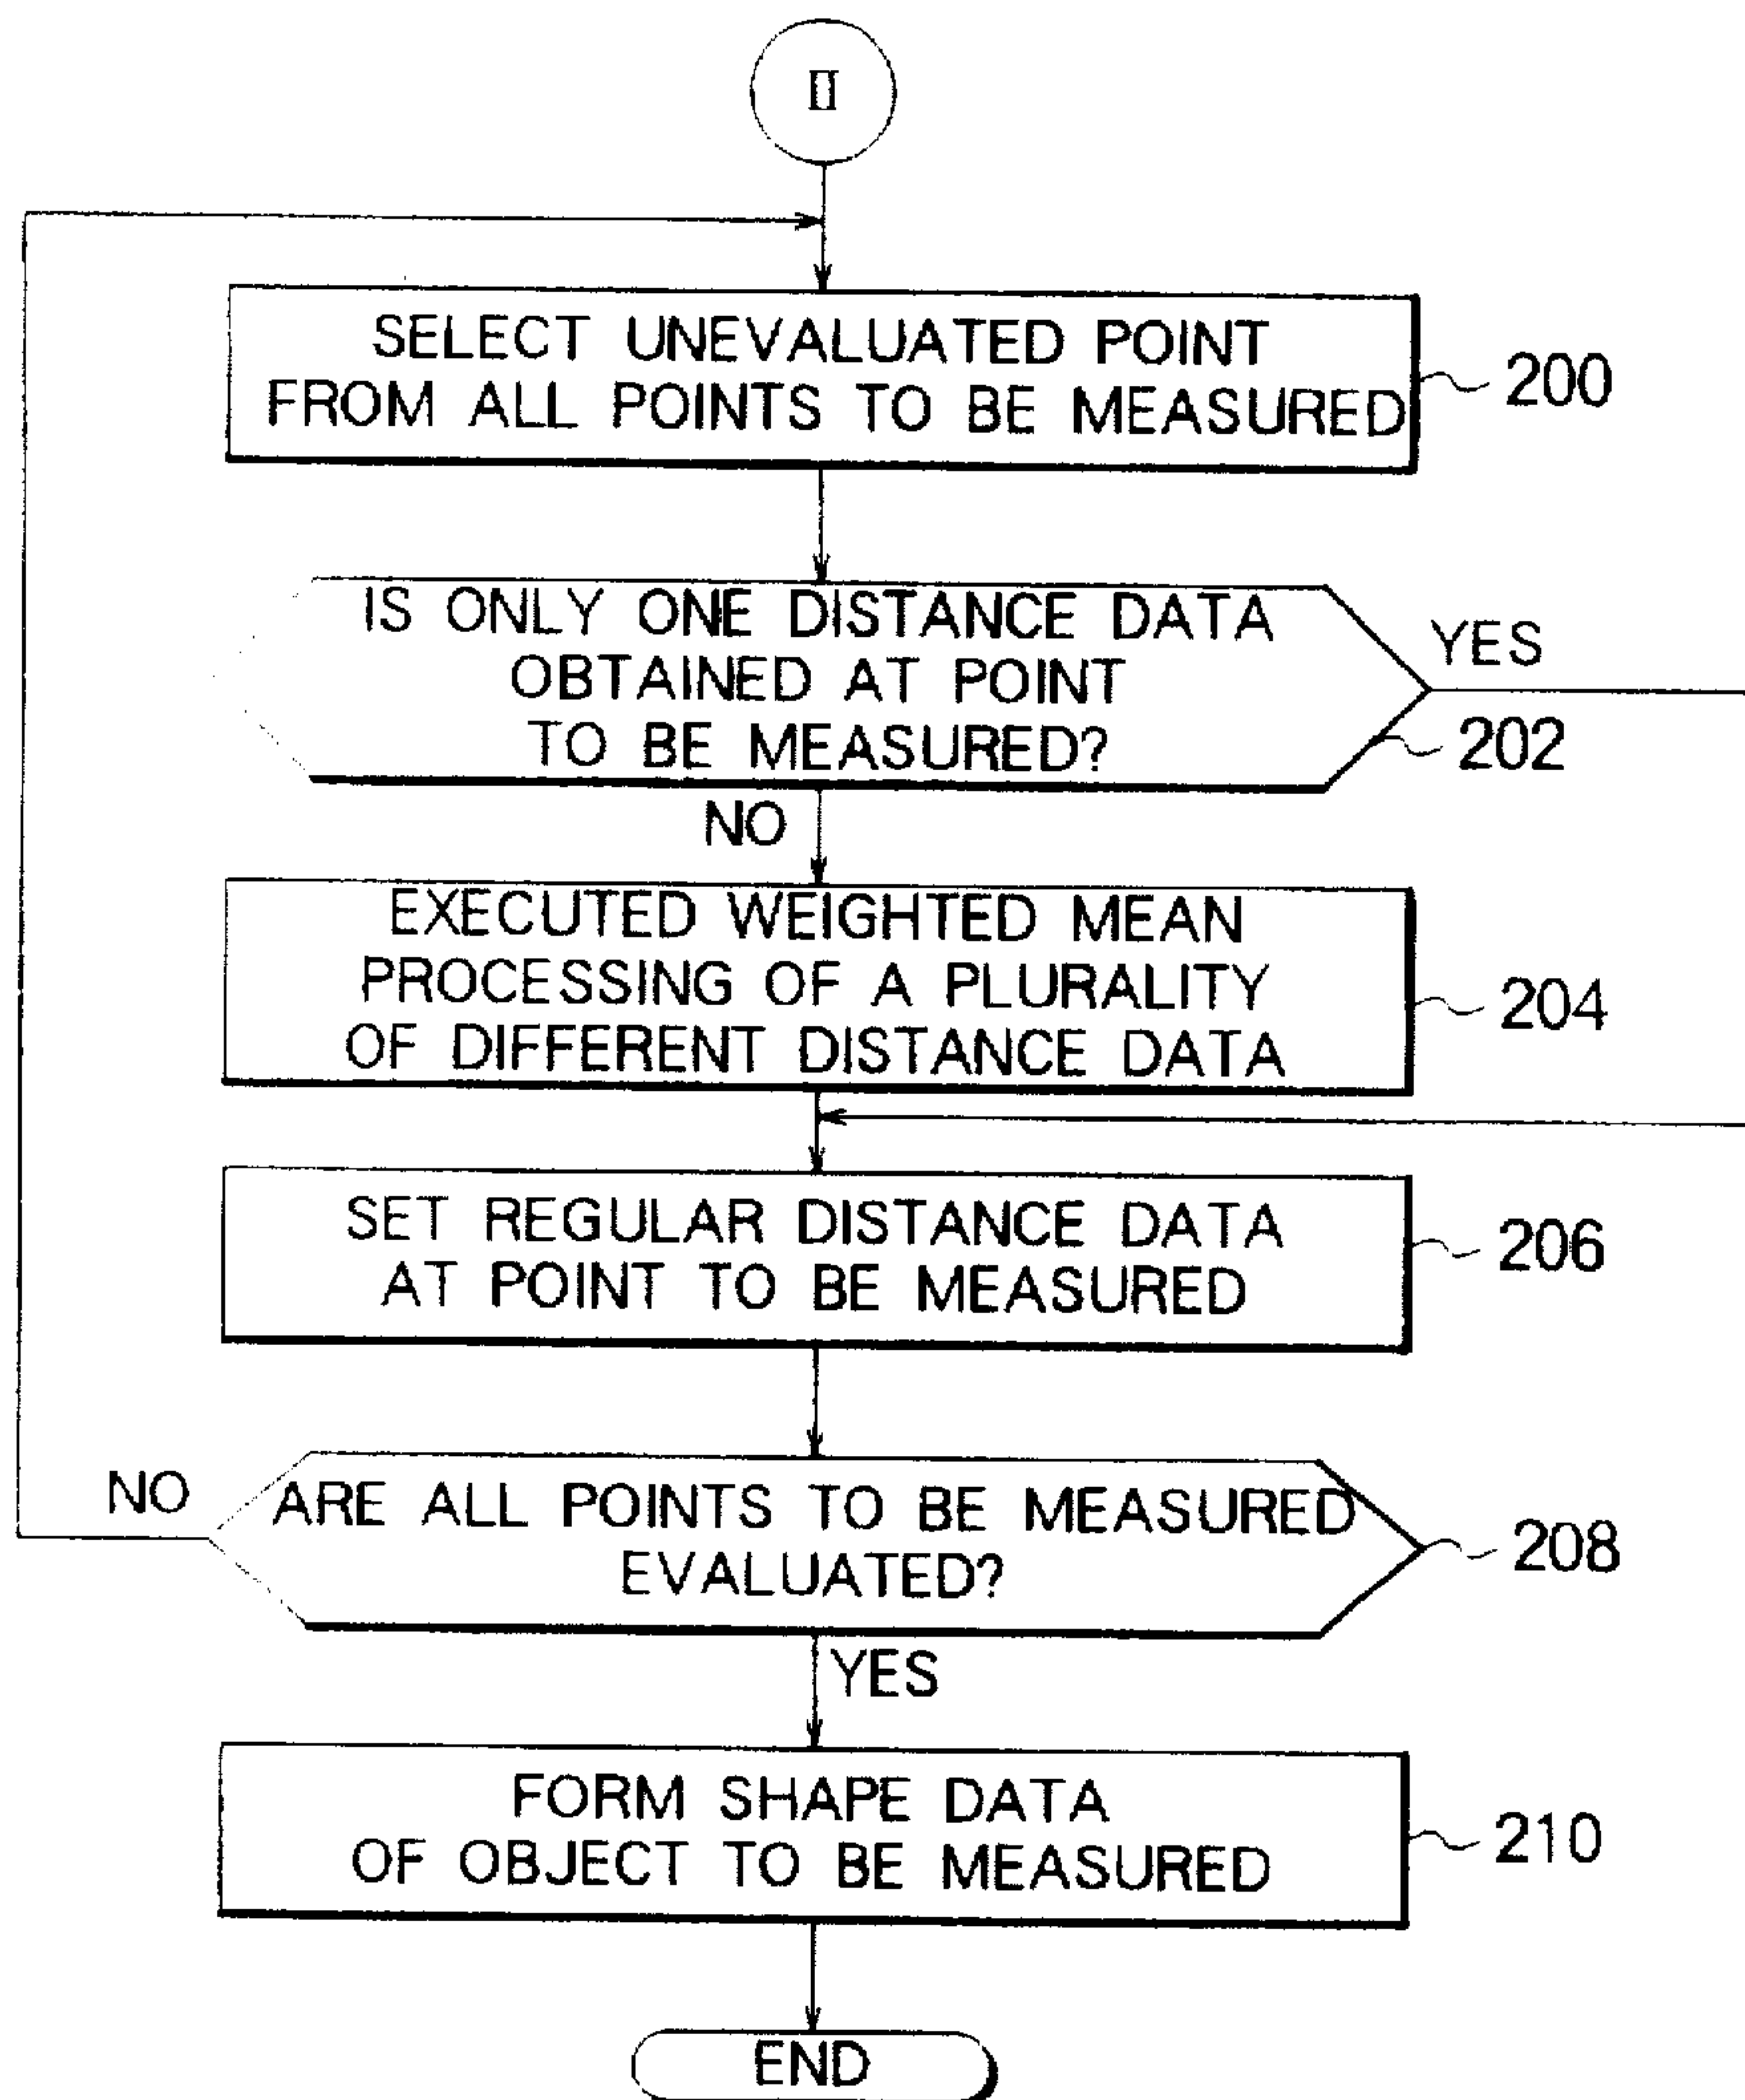 II
SELECT UNEVALUATED POINT
FROM ALL POINTS TO BE MEASURED
200
IS ONLY ONE DISTANCE DATA
OBTAINED AT POINT
TO BE MEASURED?
YES
202
NO
EXECUTED WEIGHTED MEAN
PROCESSING OF A PLURALITY
OF DIFFERENT DISTANCE DATA
204
SET REGULAR DISTANCE DATA
AT POINT TO BE MEASURED
206
NO
ARE ALL POINTS TO BE MEASURED
EVALUATED?
208
YES
FORM SHAPE DATA
OF OBJECT TO BE MEASURED
210
END